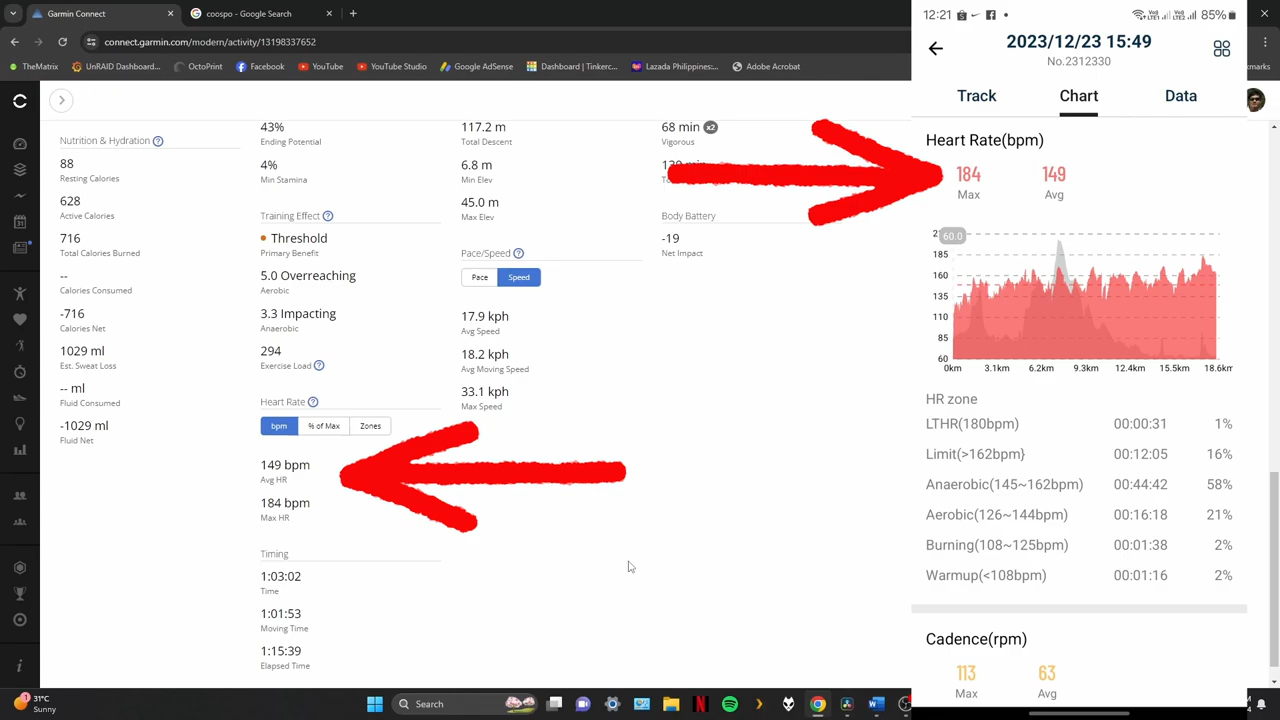 Garmin Connect
coospo - Google Search
connect.garmin.com/modern/activity/13198337652
UnRAID
OctoPrint
Facebook
YouTube
YouTube Studio
Google AdSense
Dashboard | Tinkerc...
Lazada Philippines:...
Adobe Acrobat
Nutrition & Hydration
88
Resting Calories
628
Active Calories
716
Total Calories Burned
--
Calories Consumed
-716
Calories Net
1029 ml
Est. Sweat Loss
-- ml
Fluid Consumed
-1029 ml
Fluid Net
43%
Ending Potential
4%
Min Stamina
Training Effect
Threshold
Primary Benefit
5.0 Overreaching
Aerobic
3.3 Impacting
Anaerobic
294
Exercise Load
Heart Rate
bpm % of Max Zones
149 bpm
Avg HR
184 bpm
Max HR
Timing
1:03:02
Time
1:01:53
Moving Time
1:15:39
Elapsed Time
117.2 m
Total Descent
6.8 m
Min Elev
45.0 m
Max Elev
Pace/Speed
Pace Speed
17.9 kph
Avg Speed
18.2 kph
Avg Moving Speed
33.1 kph
Max Speed
68 min x2
Vigorous
Body Battery
-19
Net Impact
12:21 85%
2023/12/23 15:49
No.2312330
Track Chart Data
Heart Rate(bpm)
184 149
Max Avg
60.0
185
160
135
110
85
60
0km 3.1km 6.2km 9.3km 12.4km 15.5km 18.6km
HR zone
LTHR(180bpm) 00:00:31 1%
Limit(>162bpm} 00:12:05 16%
Anaerobic(145~162bpm) 00:44:42 58%
Aerobic(126~144bpm) 00:16:18 21%
Burning(108~125bpm) 00:01:38 2%
Warmup(<108bpm) 00:01:16 2%
Cadence(rpm)
113 63
Max Avg
31°C
Sunny
Search